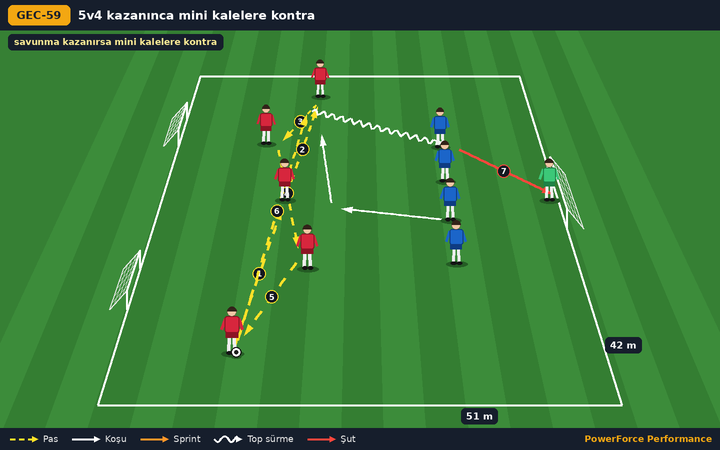 GEC-59 5v4 kazanınca mini kalelere kontra
savunma kazanırsa mini kalelere kontra
3
2
7
6
1
5
42 m
51 m
Pas Koşu Sprint Top sürme Şut PowerForce Performance